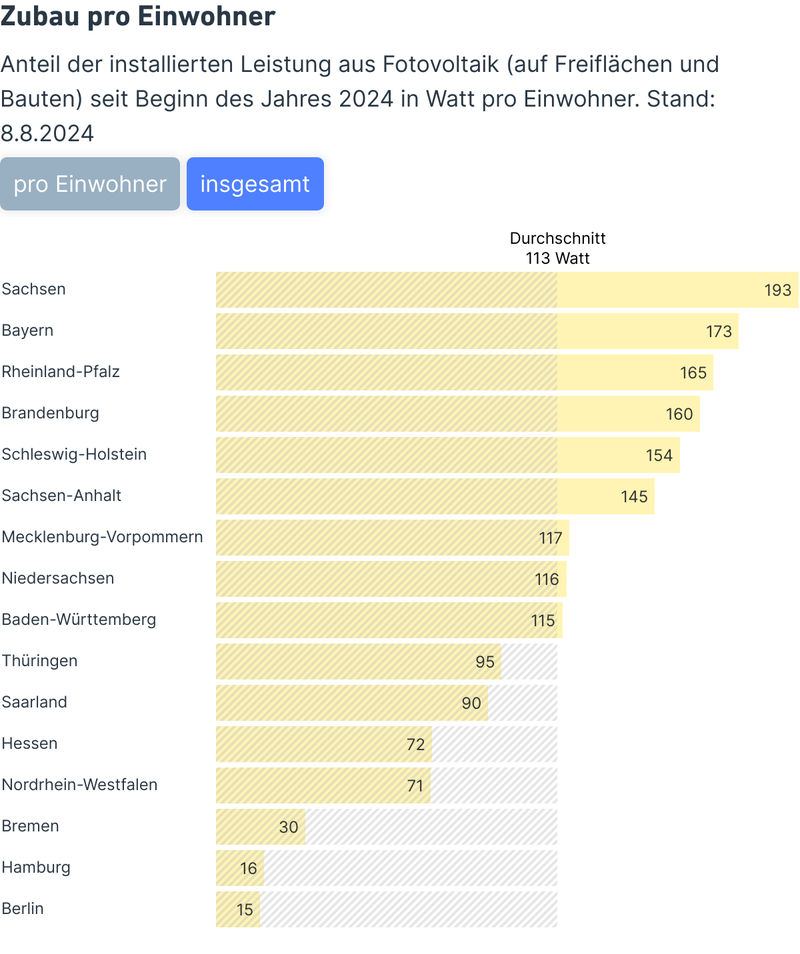 Zubau pro Einwohner
Anteil der installierten Leistung aus Fotovoltaik (auf Freiflächen und
Bauten) seit Beginn des Jahres 2024 in Watt pro Einwohner. Stand:
8.8.2024
pro Einwohner insgesamt
Durchschnitt
113 Watt
Sachsen 193
Bayern 173
Rheinland-Pfalz 165
Brandenburg 160
Schleswig-Holstein 154
Sachsen-Anhalt 145
Mecklenburg-Vorpommern 117
Niedersachsen 116
Baden-Württemberg 115
Thüringen 95
Saarland 90
Hessen 72
Nordrhein-Westfalen 71
Bremen 30
Hamburg 16
Berlin 15